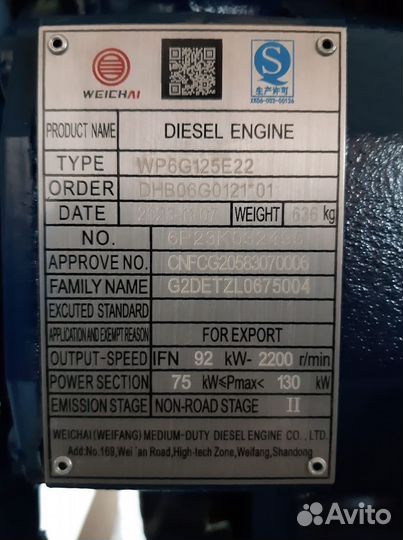 WEICHAI
生产许可
XK06-002-00126
PRODUCT NAME DIESEL ENGINE
TYPE WP6G125E22
ORDER DHB06G0121*01
DATE WEIGHT 636 kg
NO.
APPROVE NO. CNFCG20583070006
FAMILY NAME G2DETZL0675004
EXCUTED STANDARD
APPLICATION AND EXEMPT REASON FOR EXPORT
OUTPUT-SPEED IFN 92 kW- 2200 r/min
POWER SECTION 75 kW≤Pmax< 130 kW
EMISSION STAGE NON-ROAD STAGE II
WEICHAI(WEIFANG) MEDIUM-DUTY DIESEL ENGINE CO., LTD.
Add:No.169,Wei'an Road,High-tech Zone,Weifang,Shandong
Avito